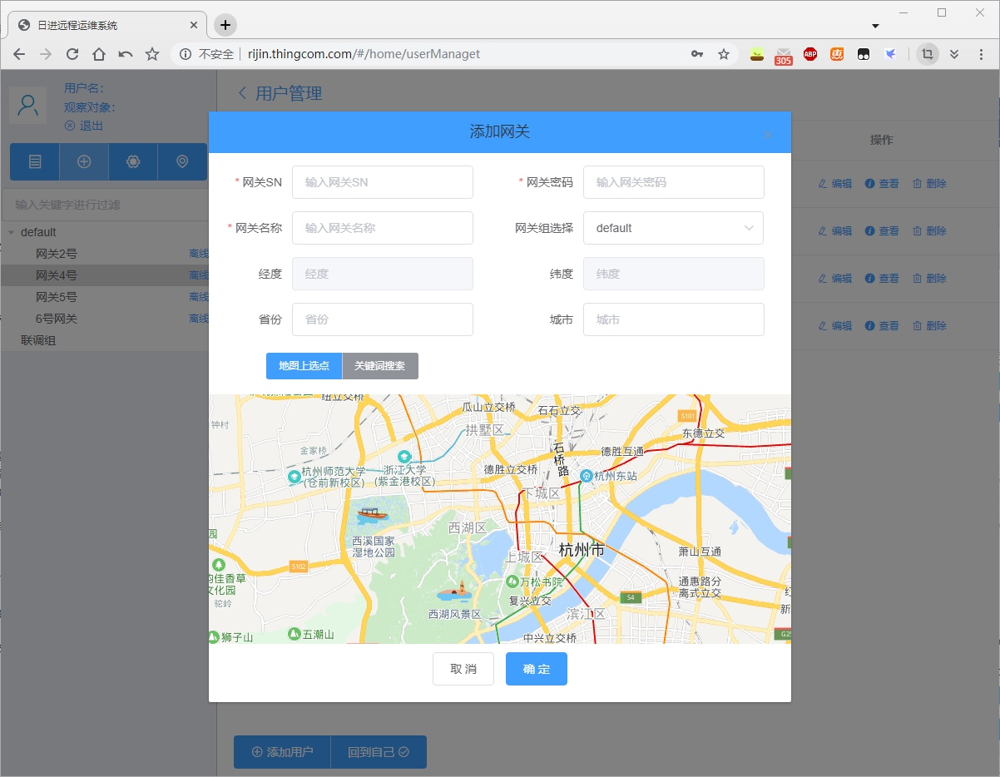 日进远程运维系统
不安全 rijin.thingcom.com/#/home/userManaget
305
ABP
惠
用户名：
观察对象：
退出
用户管理
输入关键字进行过滤
default
网关2号 离线
网关4号 离线
网关5号 离线
6号网关 离线
联调组
操作
编辑 查看 删除
编辑 查看 删除
编辑 查看 删除
编辑 查看 删除
添加网关
* 网关SN 输入网关SN * 网关密码 输入网关密码
* 网关名称 输入网关名称 网关组选择 default
经度 经度 纬度 纬度
省份 省份 城市 城市
地图上选点 关键词搜索
纽立交桥
瓜山立交桥
石石立交
S101
钟村
拱墅区
东德立交
金家桥
石桥路
德胜互通
杭州师范大学
(仓前新校区)
浙江大学
(紫金港校区)
德胜立交桥
杭州东站
下城区
西湖区
园
西溪国家
湿地公园
上城区
杭州市
萧山互通
S102
万松书院
通惠路分
离式立交
香草
文化园
驼岭
复兴立交
S4
西湖风景区
滨江区
狮子山
五潮山
中兴立交桥
取消 确定
添加用户 回到自己